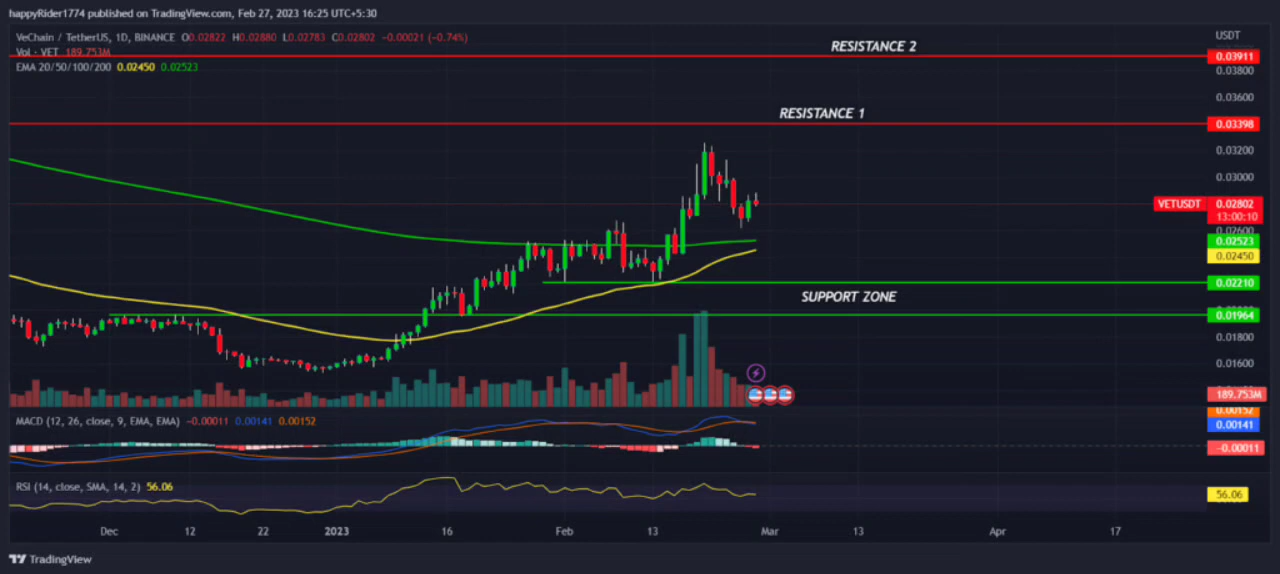 happyRider1774 published on TradingView.com, Feb 27, 2023 16:25 UTC+5:30
VeChain / TetherUS, 1D, BINANCE O0.02822 H0.02880 L0.02783 C0.02802 −0.00021 (−0.74%)
Vol · VET 189.753M
EMA 20/50/100/200 0.02450 0.02523
USDT
RESISTANCE 2
0.03911
0.03800
0.03600
RESISTANCE 1
0.03398
0.03200
0.03000
VETUSDT 0.02802
13:00:10
0.02600
0.02523
0.02450
0.02210
SUPPORT ZONE
0.01964
0.01800
0.01600
189.753M
MACD (12, 26, close, 9, EMA, EMA) −0.00011 0.00141 0.00152
0.00152
0.00141
−0.00011
RSI (14, close, SMA, 14, 2) 56.06
56.06
Dec 12 22 2023 16 Feb 13 Mar 13 Apr 17
TradingView